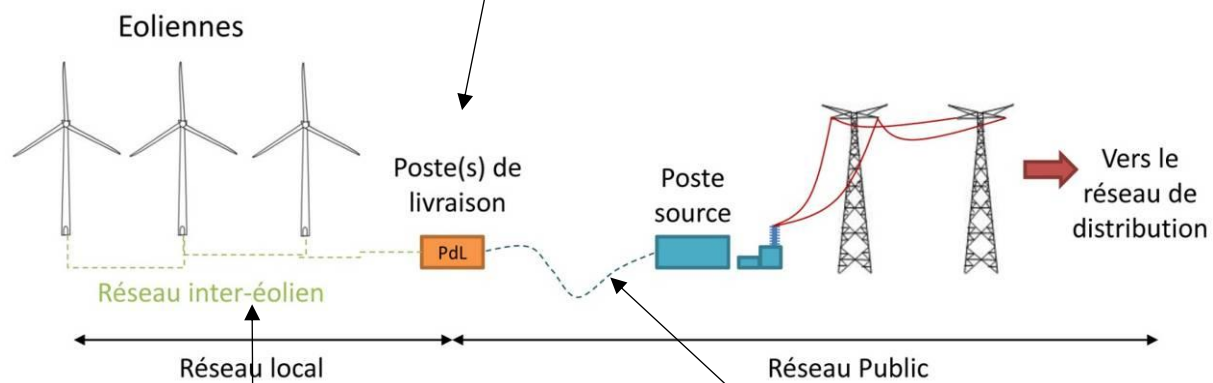 Eoliennes
Poste(s) de
livraison
Poste
source
Vers le
réseau de
distribution
PdL
Réseau inter-éolien
Réseau local
Réseau Public